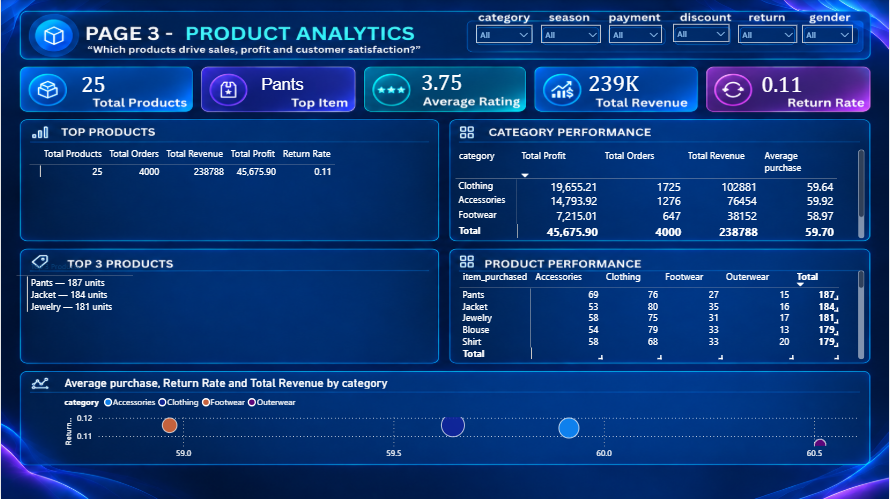 category season payment discount return gender
PAGE 3 - PRODUCT ANALYTICS
All All All All All All
“Which products drive sales, profit and customer satisfaction?”
25 Pants 3.75 239K 0.11
Total Products Top Item Average Rating Total Revenue Return Rate
TOP PRODUCTS
Total Products Total Orders Total Revenue Total Profit Return Rate
25 4000 238788 45,675.90 0.11
CATEGORY PERFORMANCE
category Total Profit Total Orders Total Revenue Average
purchase
Clothing 19,655.21 1725 102881 59.64
Accessories 14,793.92 1276 76454 59.92
Footwear 7,215.01 647 38152 58.97
Total 45,675.90 4000 238788 59.70
TOP 3 PRODUCTS
Pants — 187 units
Jacket — 184 units
Jewelry — 181 units
PRODUCT PERFORMANCE
item_purchased Accessories Clothing Footwear Outerwear Total
Pants 69 76 27 15 187
Jacket 53 80 35 16 184
Jewelry 58 75 31 17 181
Blouse 54 79 33 13 179
Shirt 58 68 33 20 179
Total
Average purchase, Return Rate and Total Revenue by category
category Accessories Clothing Footwear Outerwear
Return...
0.12
0.11
59.0 59.5 60.0 60.5